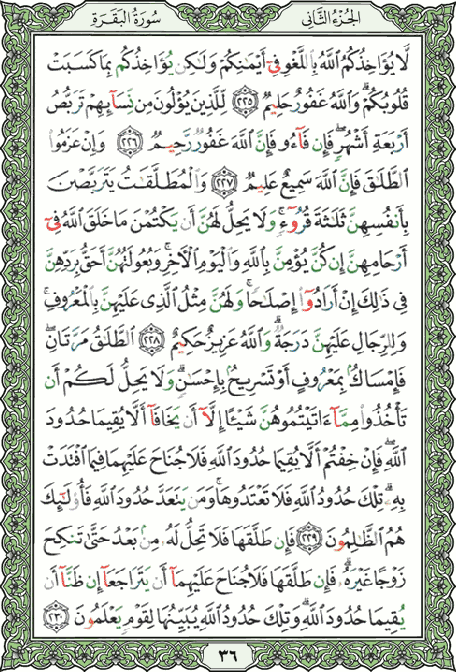 الجزء الثاني
سورة البقرة
لَّا يُؤَاخِذُكُمُ ٱللَّهُ بِٱللَّغْوِ فِىٓ أَيْمَٰنِكُمْ وَلَٰكِن يُؤَاخِذُكُم بِمَا كَسَبَتْ
قُلُوبُكُمْ ۗ وَٱللَّهُ غَفُورٌ حَلِيمٌ ٢٢٥ لِّلَّذِينَ يُؤْلُونَ مِن نِّسَآئِهِمْ تَرَبُّصُ
أَرْبَعَةِ أَشْهُرٍ ۖ فَإِن فَآءُو فَإِنَّ ٱللَّهَ غَفُورٌ رَّحِيمٌ ٢٢٦ وَإِنْ عَزَمُوا۟
ٱلطَّلَٰقَ فَإِنَّ ٱللَّهَ سَمِيعٌ عَلِيمٌ ٢٢٧ وَٱلْمُطَلَّقَٰتُ يَتَرَبَّصْنَ
بِأَنفُسِهِنَّ ثَلَٰثَةَ قُرُوٓءٍ ۚ وَلَا يَحِلُّ لَهُنَّ أَن يَكْتُمْنَ مَا خَلَقَ ٱللَّهُ فِىٓ
أَرْحَامِهِنَّ إِن كُنَّ يُؤْمِنَّ بِٱللَّهِ وَٱلْيَوْمِ ٱلْءَاخِرِ ۚ وَبُعُولَتُهُنَّ أَحَقُّ بِرَدِّهِنَّ
فِى ذَٰلِكَ إِنْ أَرَادُوٓا۟ إِصْلَٰحًا ۚ وَلَهُنَّ مِثْلُ ٱلَّذِى عَلَيْهِنَّ بِٱلْمَعْرُوفِ ۚ
وَلِلرِّجَالِ عَلَيْهِنَّ دَرَجَةٌ ۗ وَٱللَّهُ عَزِيزٌ حَكِيمٌ ٢٢٨ ٱلطَّلَٰقُ مَرَّتَانِ ۖ
فَإِمْسَاكٌۢ بِمَعْرُوفٍ أَوْ تَسْرِيحٌۢ بِإِحْسَٰنٍ ۗ وَلَا يَحِلُّ لَكُمْ أَن
تَأْخُذُوا۟ مِمَّآ ءَاتَيْتُمُوهُنَّ شَيْـًٔا إِلَّآ أَن يَخَافَآ أَلَّا يُقِيمَا حُدُودَ
ٱللَّهِ ۖ فَإِنْ خِفْتُمْ أَلَّا يُقِيمَا حُدُودَ ٱللَّهِ فَلَا جُنَاحَ عَلَيْهِمَا فِيمَا ٱفْتَدَتْ
بِهِۦ ۗ تِلْكَ حُدُودُ ٱللَّهِ فَلَا تَعْتَدُوهَا ۚ وَمَن يَتَعَدَّ حُدُودَ ٱللَّهِ فَأُو۟لَٰٓئِكَ
هُمُ ٱلظَّٰلِمُونَ ٢٢٩ فَإِن طَلَّقَهَا فَلَا تَحِلُّ لَهُۥ مِنۢ بَعْدُ حَتَّىٰ تَنكِحَ
زَوْجًا غَيْرَهُۥ ۗ فَإِن طَلَّقَهَا فَلَا جُنَاحَ عَلَيْهِمَآ أَن يَتَرَاجَعَآ إِن ظَنَّآ أَن
يُقِيمَا حُدُودَ ٱللَّهِ ۗ وَتِلْكَ حُدُودُ ٱللَّهِ يُبَيِّنُهَا لِقَوْمٍ يَعْلَمُونَ ٢٣٠
٣٦